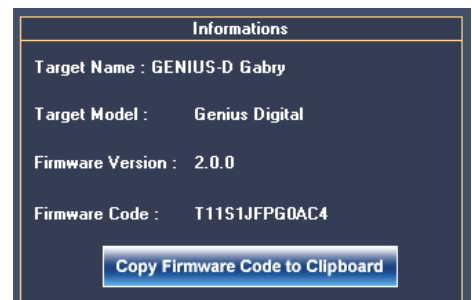 Informations
Target Name : GENIUS-D Gabry
Target Model : Genius Digital
Firmware Version : 2.0.0
Firmware Code : T11S1JFPG0AC4
Copy Firmware Code to Clipboard